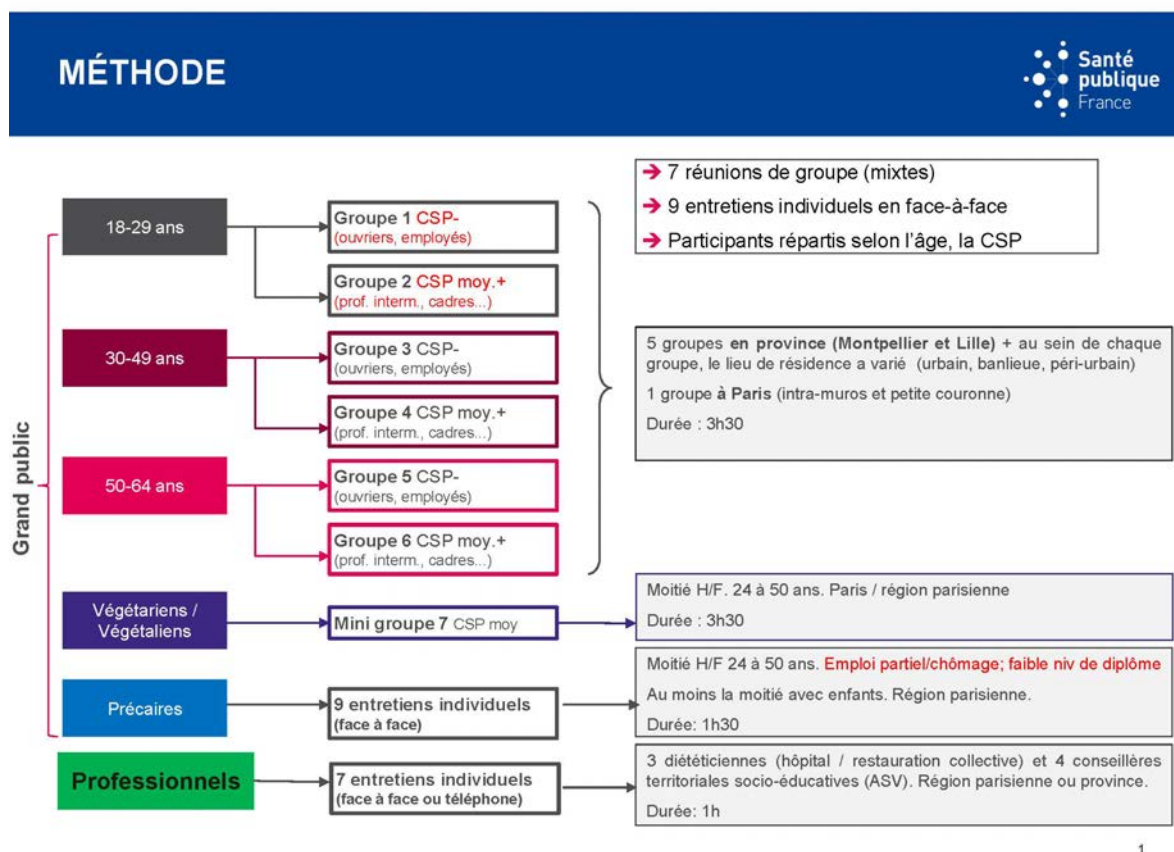 MÉTHODE
Santé
publique
France
➔ 7 réunions de groupe (mixtes)
➔ 9 entretiens individuels en face-à-face
➔ Participants répartis selon l'âge, la CSP
Grand public
18-29 ans
Groupe 1 CSP-
(ouvriers, employés)
Groupe 2 CSP moy.+
(prof. interm., cadres...)
30-49 ans
Groupe 3 CSP-
(ouvriers, employés)
Groupe 4 CSP moy.+
(prof. interm., cadres...)
50-64 ans
Groupe 5 CSP-
(ouvriers, employés)
Groupe 6 CSP moy.+
(prof. interm., cadres...)
5 groupes en province (Montpellier et Lille) + au sein de chaque
groupe, le lieu de résidence a varié (urbain, banlieue, péri-urbain)
1 groupe à Paris (intra-muros et petite couronne)
Durée : 3h30
Végétariens /
Végétaliens
Mini groupe 7 CSP moy
Moitié H/F. 24 à 50 ans. Paris / région parisienne
Durée : 3h30
Précaires
9 entretiens individuels
(face à face)
Moitié H/F 24 à 50 ans. Emploi partiel/chômage; faible niv de diplôme
Au moins la moitié avec enfants. Région parisienne.
Durée: 1h30
Professionnels
7 entretiens individuels
(face à face ou téléphone)
3 diététiciennes (hôpital / restauration collective) et 4 conseillères
territoriales socio-éducatives (ASV). Région parisienne ou province.
Durée: 1h
1